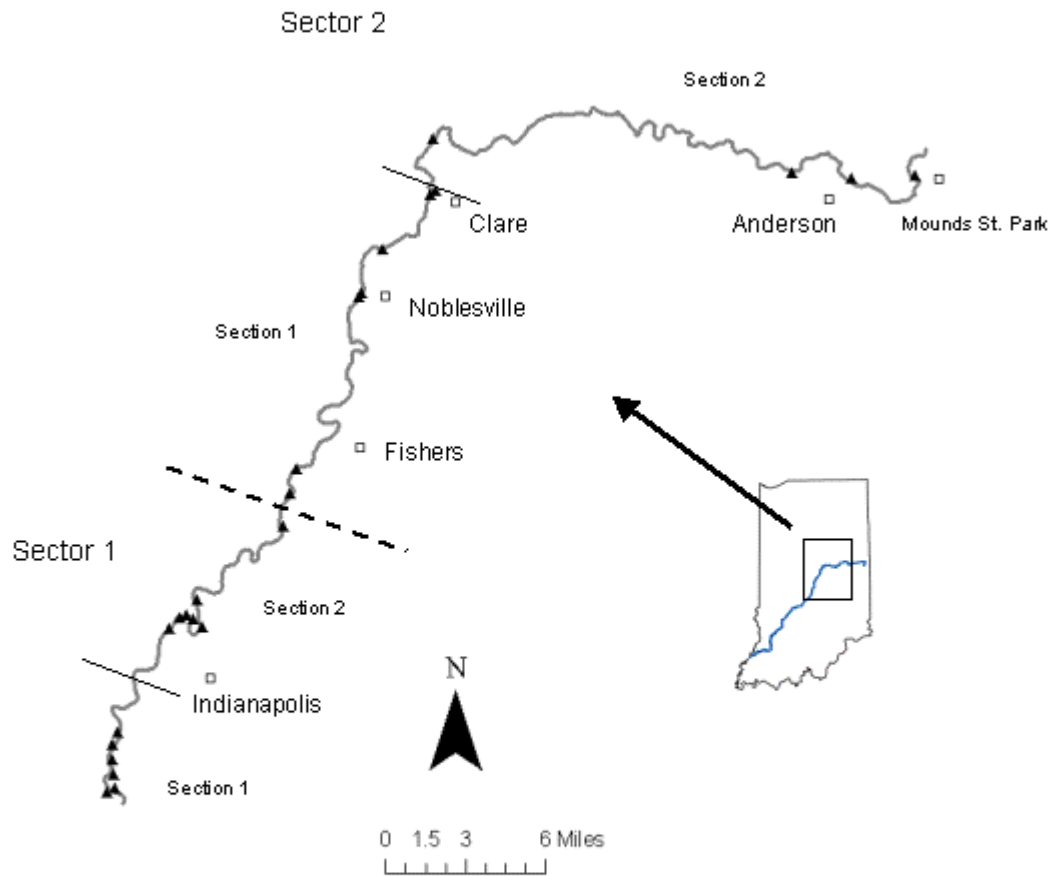 Sector 2
Section 2
Clare
Anderson
Mounds St. Park
Noblesville
Section 1
Fishers
Sector 1
Section 2
Indianapolis
N
Section 1
0 1.5 3 6 Miles